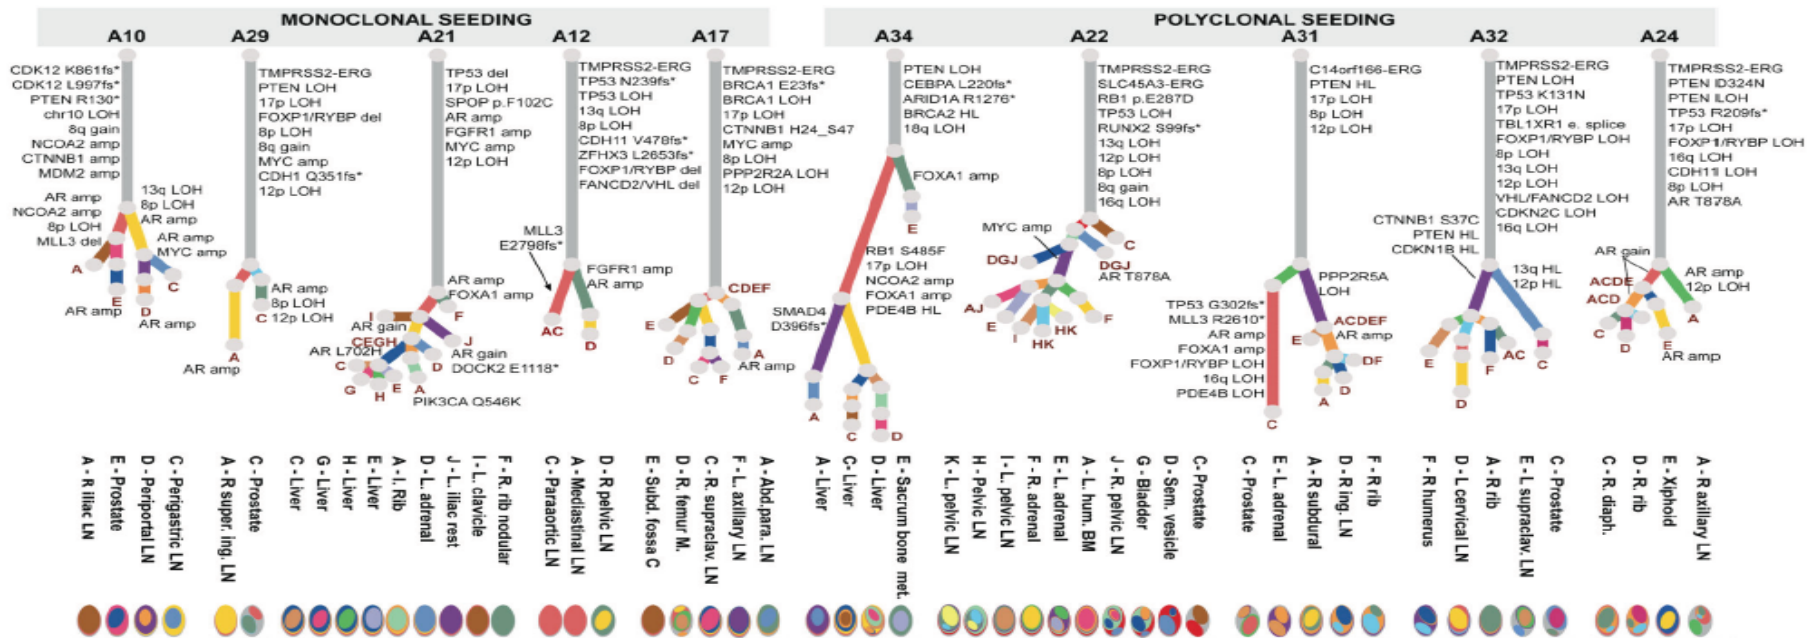 MONOCLONAL SEEDING
POLYCLONAL SEEDING
A10
A29
A21
A12
A17
A34
A22
A31
A32
A24
CDK12 K861fs*
CDK12 L997fs*
PTEN R130*
chr10 LOH
8q gain
NCOA2 amp
CTNNB1 amp
MDM2 amp
AR amp
NCOA2 amp
8p LOH
MLL3 del
13q LOH
8p LOH
AR amp
AR amp
MYC amp
A
E
AR amp
D
AR amp
C
TMPRSS2-ERG
PTEN LOH
17p LOH
FOXP1/RYBP del
8p LOH
8q gain
MYC amp
CDH1 Q351fs*
12p LOH
AR amp
8p LOH
12p LOH
C
A
AR amp
TP53 del
17p LOH
SPOP p.F102C
AR amp
FGFR1 amp
MYC amp
12p LOH
AR amp
FOXA1 amp
I
F
AR gain
CEGH
J
AR L702H
AR gain
DOCK2 E1118*
C
G
H
E
A
D
PIK3CA Q546K
TMPRSS2-ERG
TP53 N239fs*
TP53 LOH
13q LOH
8p LOH
CDH11 V478fs*
ZFHX3 L2653fs*
FOXP1/RYBP del
FANCD2/VHL del
MLL3
E2798fs*
FGFR1 amp
AR amp
AC
D
TMPRSS2-ERG
BRCA1 E23fs*
BRCA1 LOH
17p LOH
CTNNB1 H24_S47
MYC amp
8p LOH
PPP2R2A LOH
12p LOH
CDEF
E
D
C
F
A
AR amp
PTEN LOH
CEBPA L220fs*
ARID1A R1276*
BRCA2 HL
18q LOH
FOXA1 amp
E
RB1 S485F
17p LOH
NCOA2 amp
FOXA1 amp
PDE4B HL
SMAD4
D396fs*
A
C
D
TMPRSS2-ERG
SLC45A3-ERG
RB1 p.E287D
TP53 LOH
RUNX2 S99fs*
13q LOH
12p LOH
8p LOH
8q gain
16q LOH
MYC amp
C
DGJ
DGJ
AR T878A
AJ
E
I
HK
HK
F
C14orf166-ERG
PTEN HL
17p LOH
8p LOH
12p LOH
PPP2R5A
LOH
TP53 G302fs*
MLL3 R2610*
AR amp
FOXA1 amp
FOXP1/RYBP LOH
16q LOH
PDE4B LOH
ACDEF
AR amp
E
DF
D
A
C
TMPRSS2-ERG
PTEN LOH
TP53 K131N
17p LOH
TBL1XR1 e. splice
FOXP1/RYBP LOH
8p LOH
13q LOH
12p LOH
VHL/FANCD2 LOH
CDKN2C LOH
16q LOH
CTNNB1 S37C
PTEN HL
CDKN1B HL
13q HL
12p HL
E
D
F
AC
C
TMPRSS2-ERG
PTEN ID324N
PTEN LOH
TP53 R209fs*
17p LOH
FOXP1/RYBP LOH
16q LOH
CDH11 LOH
8p LOH
AR T878A
AR gain
AR amp
12p LOH
ACDE
ACD
C
D
E
A
AR amp
A - R iliac LN
E - Prostate
D - Periportal LN
C - Perigastric LN
A - R super. ing. LN
C - Prostate
C - Liver
G - Liver
H - Liver
E - Liver
A - l. Rib
D - L. adrenal
J - L. iliac rest
I - L. clavicle
F - R. rib nodular
C - Paraaortic LN
A - Mediastinal LN
D - R pelvic LN
E - Subd. fossa C
D - R. femur M.
C - R. supraclav. LN
F - L. axillary LN
A - Abd.para. LN
A - Liver
C- Liver
D - Liver
E - Sacrum bone met.
K - L. pelvic LN
H - Pelvic LN
I - L. pelvic LN
F - R. adrenal
E - L. adrenal
A - L. hum. BM
J - R. pelvic LN
G - Bladder
D - Sem. vesicle
C- Prostate
C - Prostate
E - L. adrenal
A - R subdural
D - R ing. LN
F - R rib
F - R humerus
D - L cervical LN
A - R rib
E - L supraclav. LN
C - Prostate
C - R. diaph.
D - R. rib
E - Xiphoid
A - R axillary LN